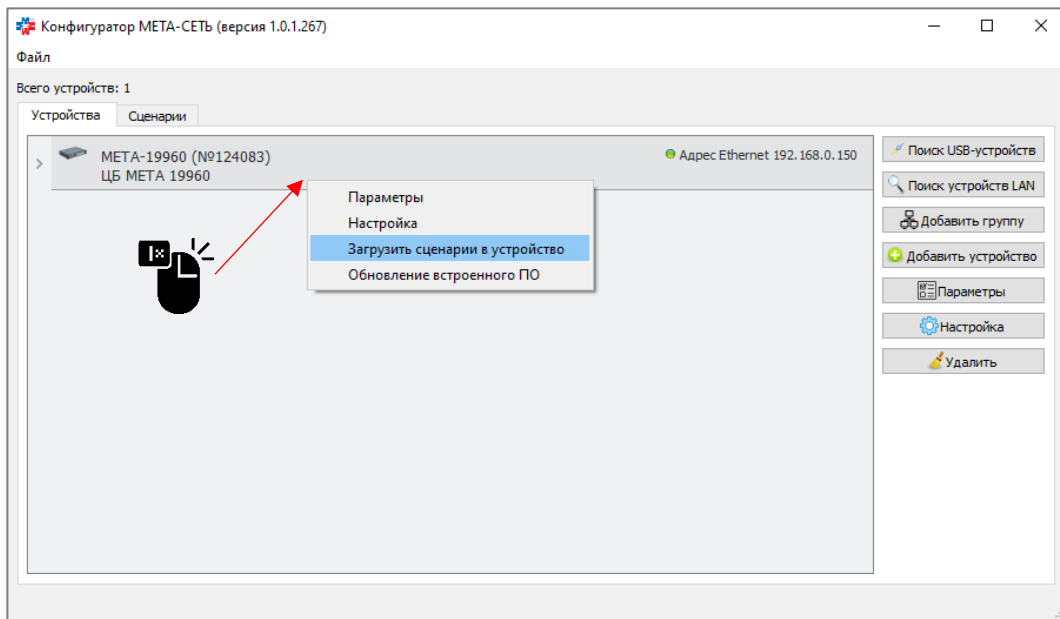 Конфигуратор МЕТА-СЕТЬ (версия 1.0.1.267)
Файл
Всего устройств: 1
Устройства
Сценарии
МЕТА-19960 (№124083)
ЦБ МЕТА 19960
Адрес Ethernet 192.168.0.150
Параметры
Настройка
Загрузить сценарии в устройство
Обновление встроенного ПО
1x
Поиск USB-устройств
Поиск устройств LAN
Добавить группу
Добавить устройство
Параметры
Настройка
Удалить